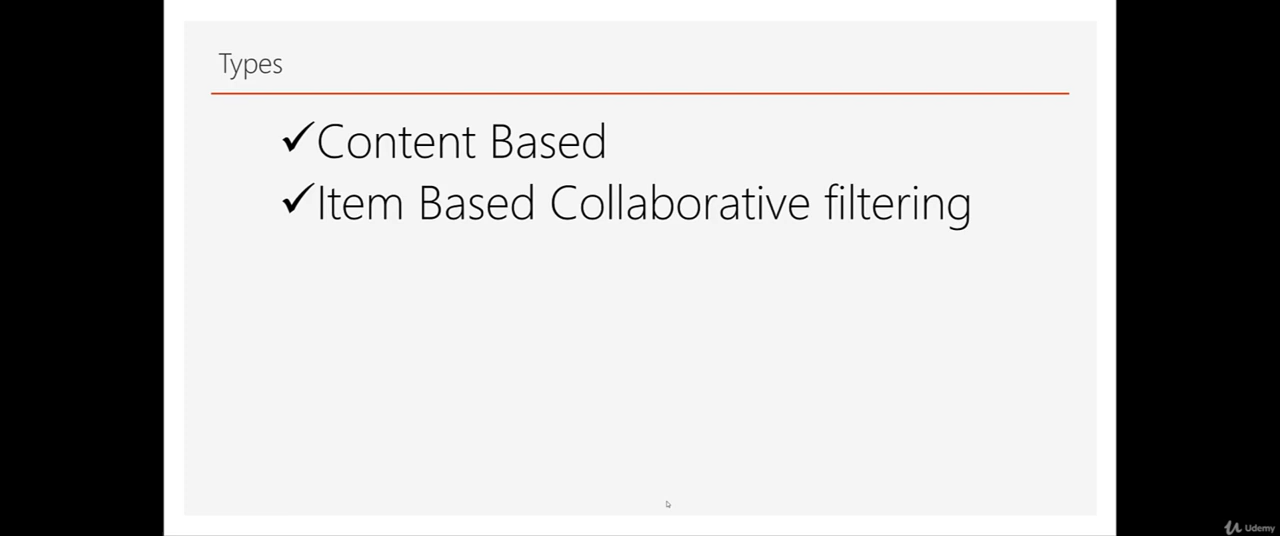 Types
✓Content Based
✓Item Based Collaborative filtering
Udemy